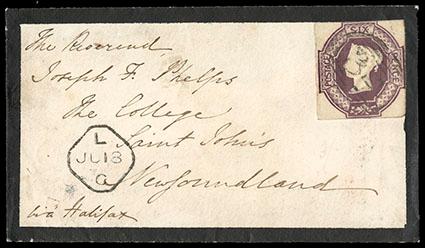 The Reverend
Joseph F. Phelps
The College
Saint John's
Newfoundland
via Halifax
L
JU18
SIX
PENCE